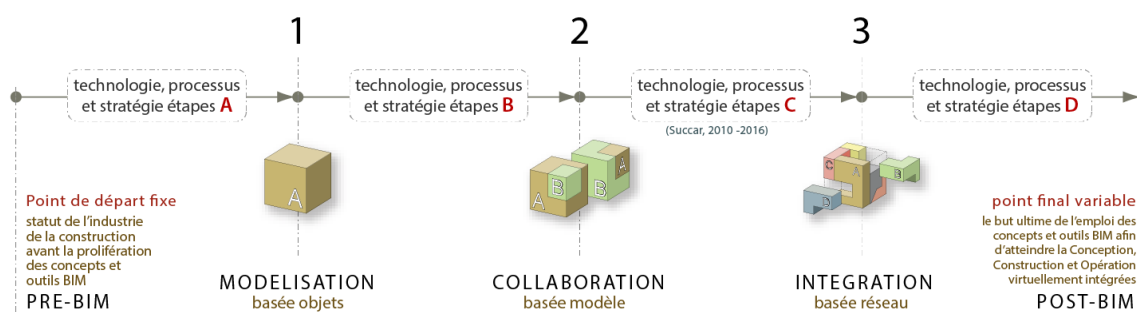 1
2
3
technologie, processus
et stratégie étapes A
technologie, processus
et stratégie étapes B
technologie, processus
et stratégie étapes C
technologie, processus
et stratégie étapes D
(Succar, 2010 -2016)
A
A
B
B
A
C
A
B
D
Point de départ fixe
statut de l'industrie
de la construction
avant la prolifération
des concepts et
outils BIM
PRE-BIM
MODELISATION
basée objets
COLLABORATION
basée modèle
INTEGRATION
basée réseau
point final variable
le but ultime de l'emploi des
concepts et outils BIM afin
d'atteindre la Conception,
Construction et Opération
virtuellement intégrées
POST-BIM